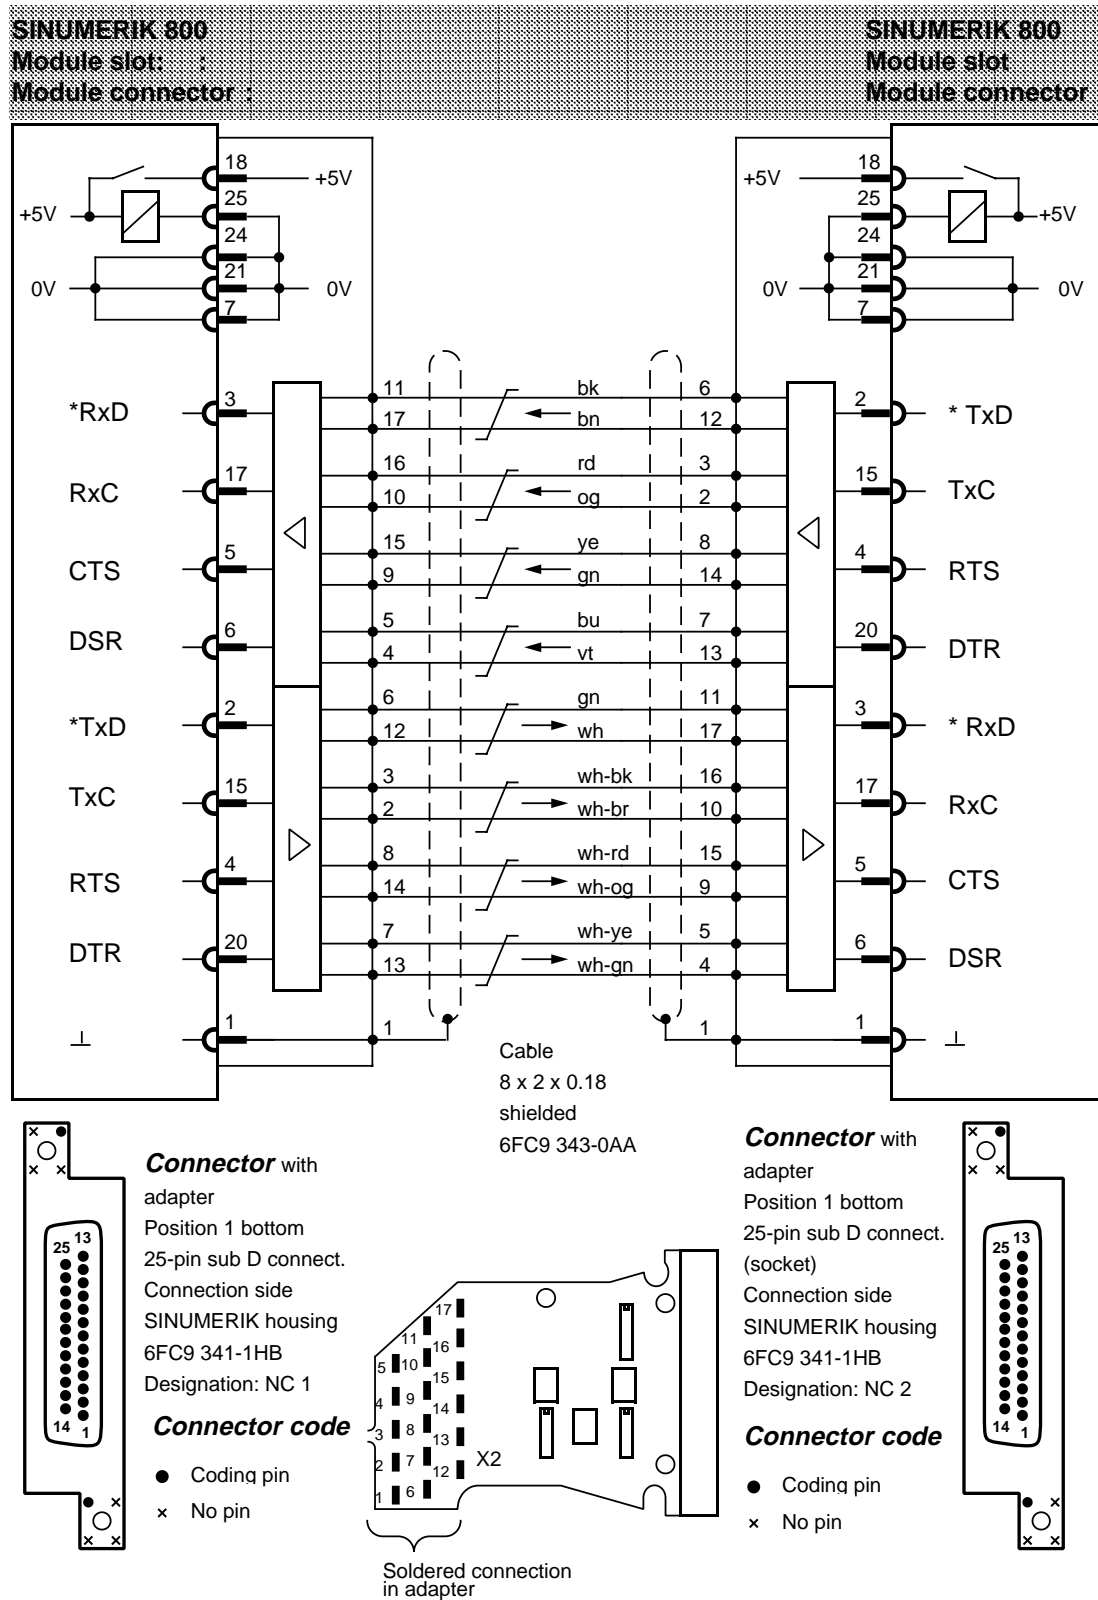 SINUMERIK 800 SINUMERIK 800
Module slot: : Module slot
Module connector : Module connector
18 +5V +5V 18
+5V 25 25 +5V
24 24
0V 21 0V 0V 21 0V
7 7
*RxD 3 11 bk 6 2 * TxD
17 bn 12
RxC 17 16 rd 3 15 TxC
10 og 2
CTS 5 15 ye 8 4 RTS
9 gn 14
DSR 6 5 bu 7 20 DTR
4 vt 13
*TxD 2 6 gn 11 3 * RxD
12 wh 17
TxC 15 3 wh-bk 16 17 RxC
2 wh-br 10
RTS 4 8 wh-rd 15 5 CTS
14 wh-og 9
DTR 20 7 wh-ye 5 6 DSR
13 wh-gn 4
1 1 1 1
Cable
8 x 2 x 0.18
shielded
6FC9 343-0AA
Connector with
adapter
Position 1 bottom
25-pin sub D connect.
Connection side
SINUMERIK housing
6FC9 341-1HB
Designation: NC 1
Connector code
Coding pin
No pin
25 13
14 1
17
11 16
5 10 15
4 9 14
3 8 13
2 7 12
1 6
X2
Soldered connection
in adapter
Connector with
adapter
Position 1 bottom
25-pin sub D connect.
(socket)
Connection side
SINUMERIK housing
6FC9 341-1HB
Designation: NC 2
Connector code
Coding pin
No pin
25 13
14 1